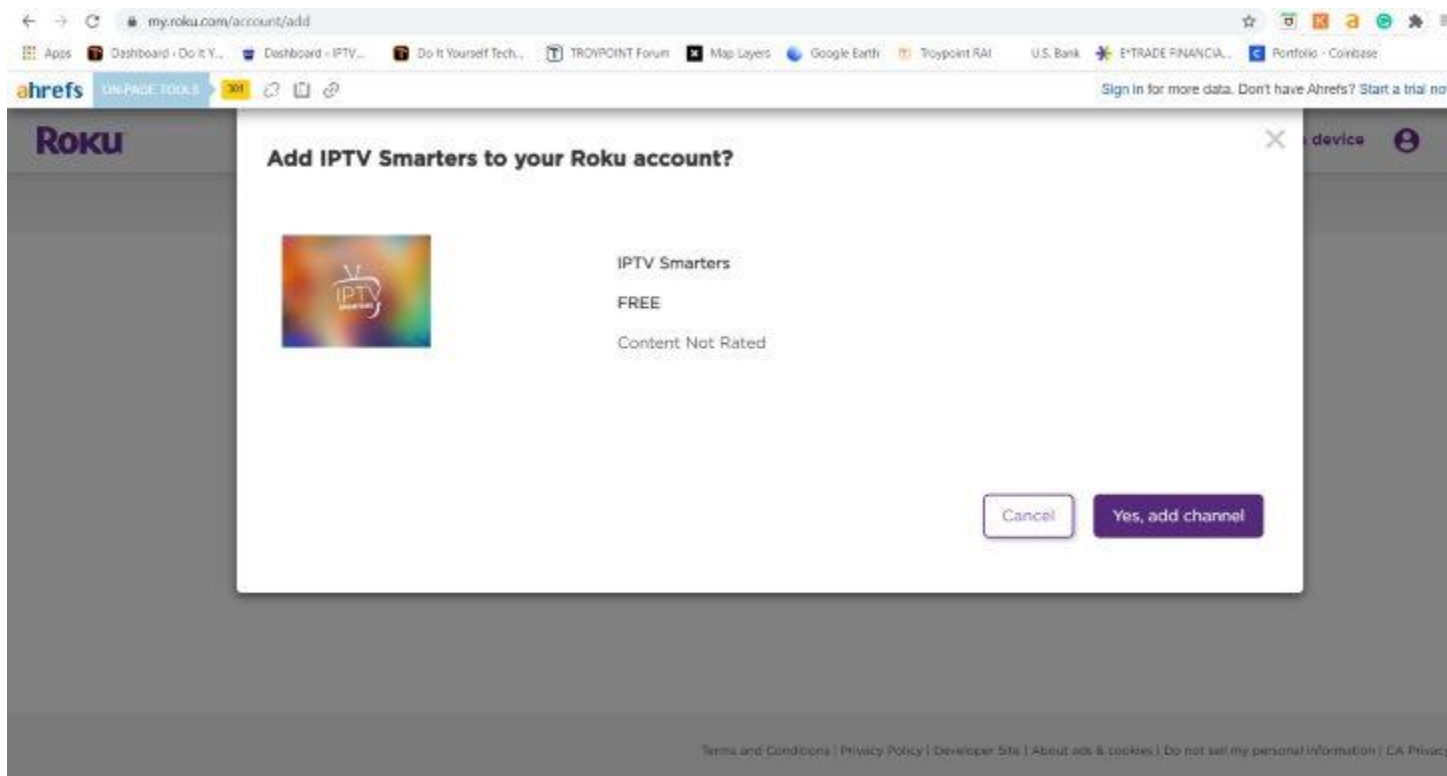 my.roku.com/account/add
Apps Dashboard ‹ Do It Y... Dashboard ‹ IPTV... Do It Yourself Tech... TROYPOINT Forum Map Layers Google Earth Troypoint RAI U.S. Bank E*TRADE FINANCIA... Portfolio - Coinbase
ahrefs ON-PAGE TOOLS 301 Sign in for more data. Don't have Ahrefs? Start a trial no
ROKU device
Add IPTV Smarters to your Roku account?
IPTV
SMARTERS
IPTV Smarters
FREE
Content Not Rated
Cancel Yes, add channel
Terms and Conditions | Privacy Policy | Developer Site | About ads & cookies | Do not sell my personal information | CA Privac